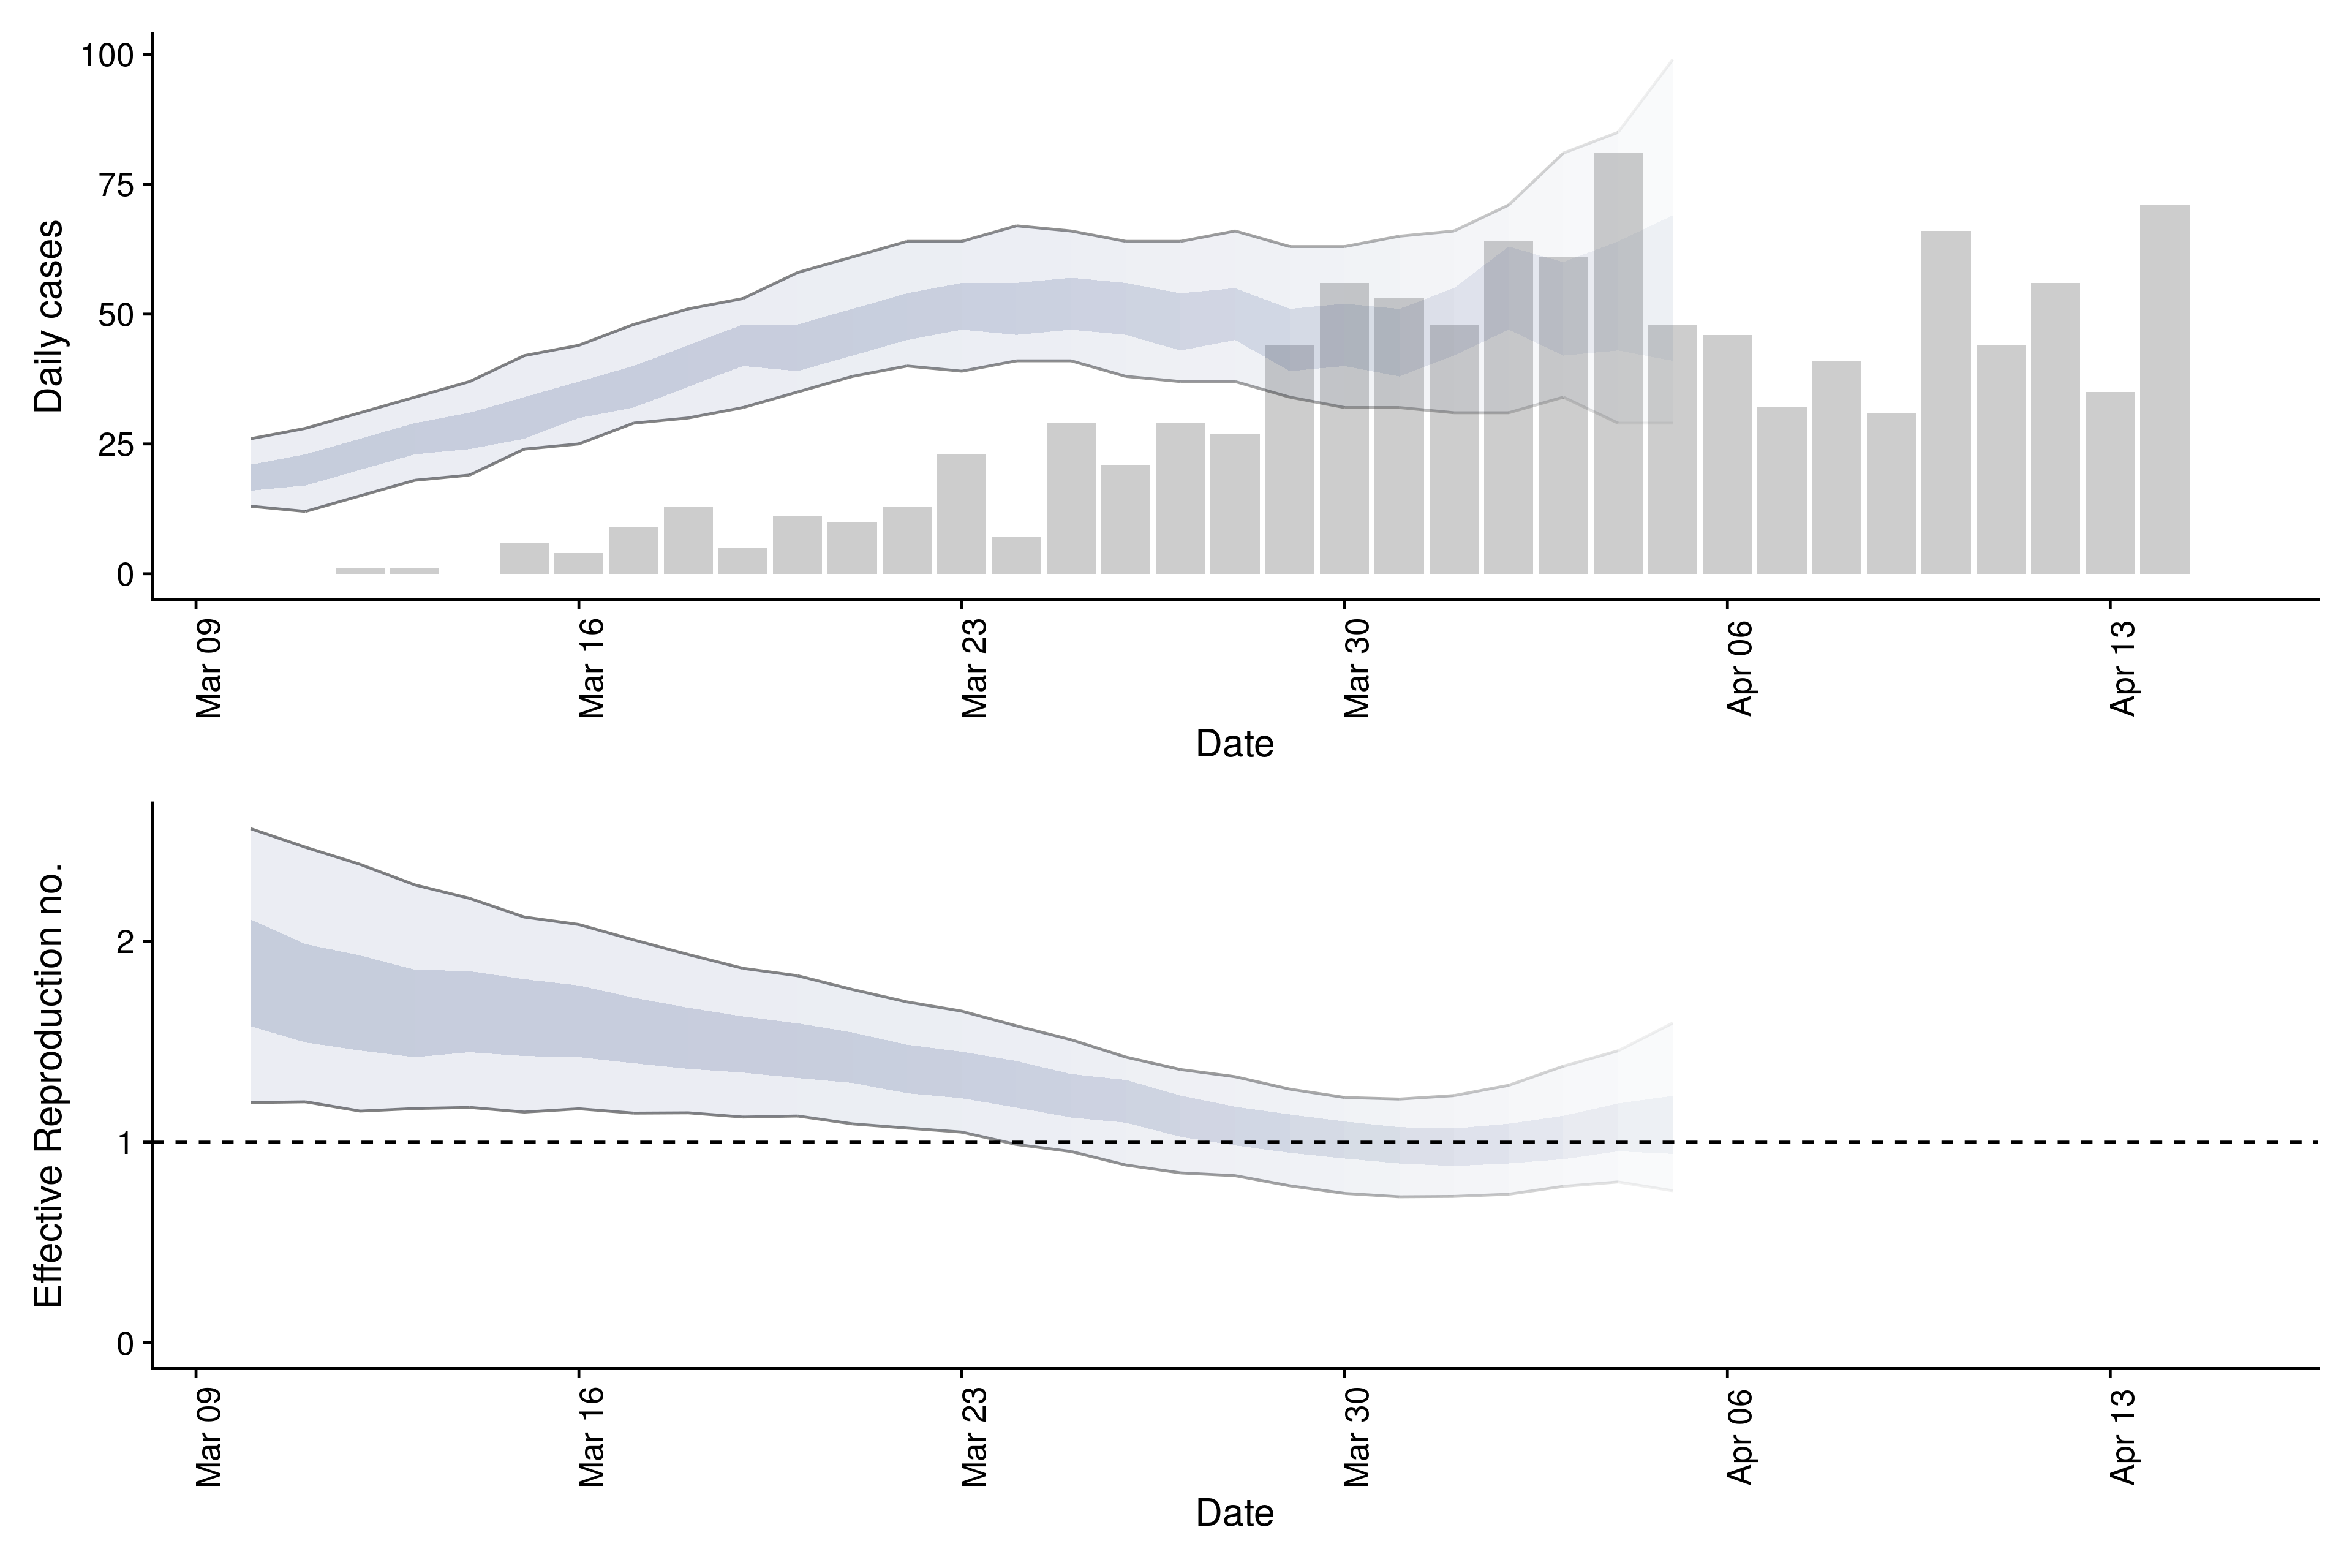 Daily cases
100
75
50
25
0
Mar 09
Mar 16
Mar 23
Mar 30
Apr 06
Apr 13
Date
Effective Reproduction no.
2
1
0
Mar 09
Mar 16
Mar 23
Mar 30
Apr 06
Apr 13
Date